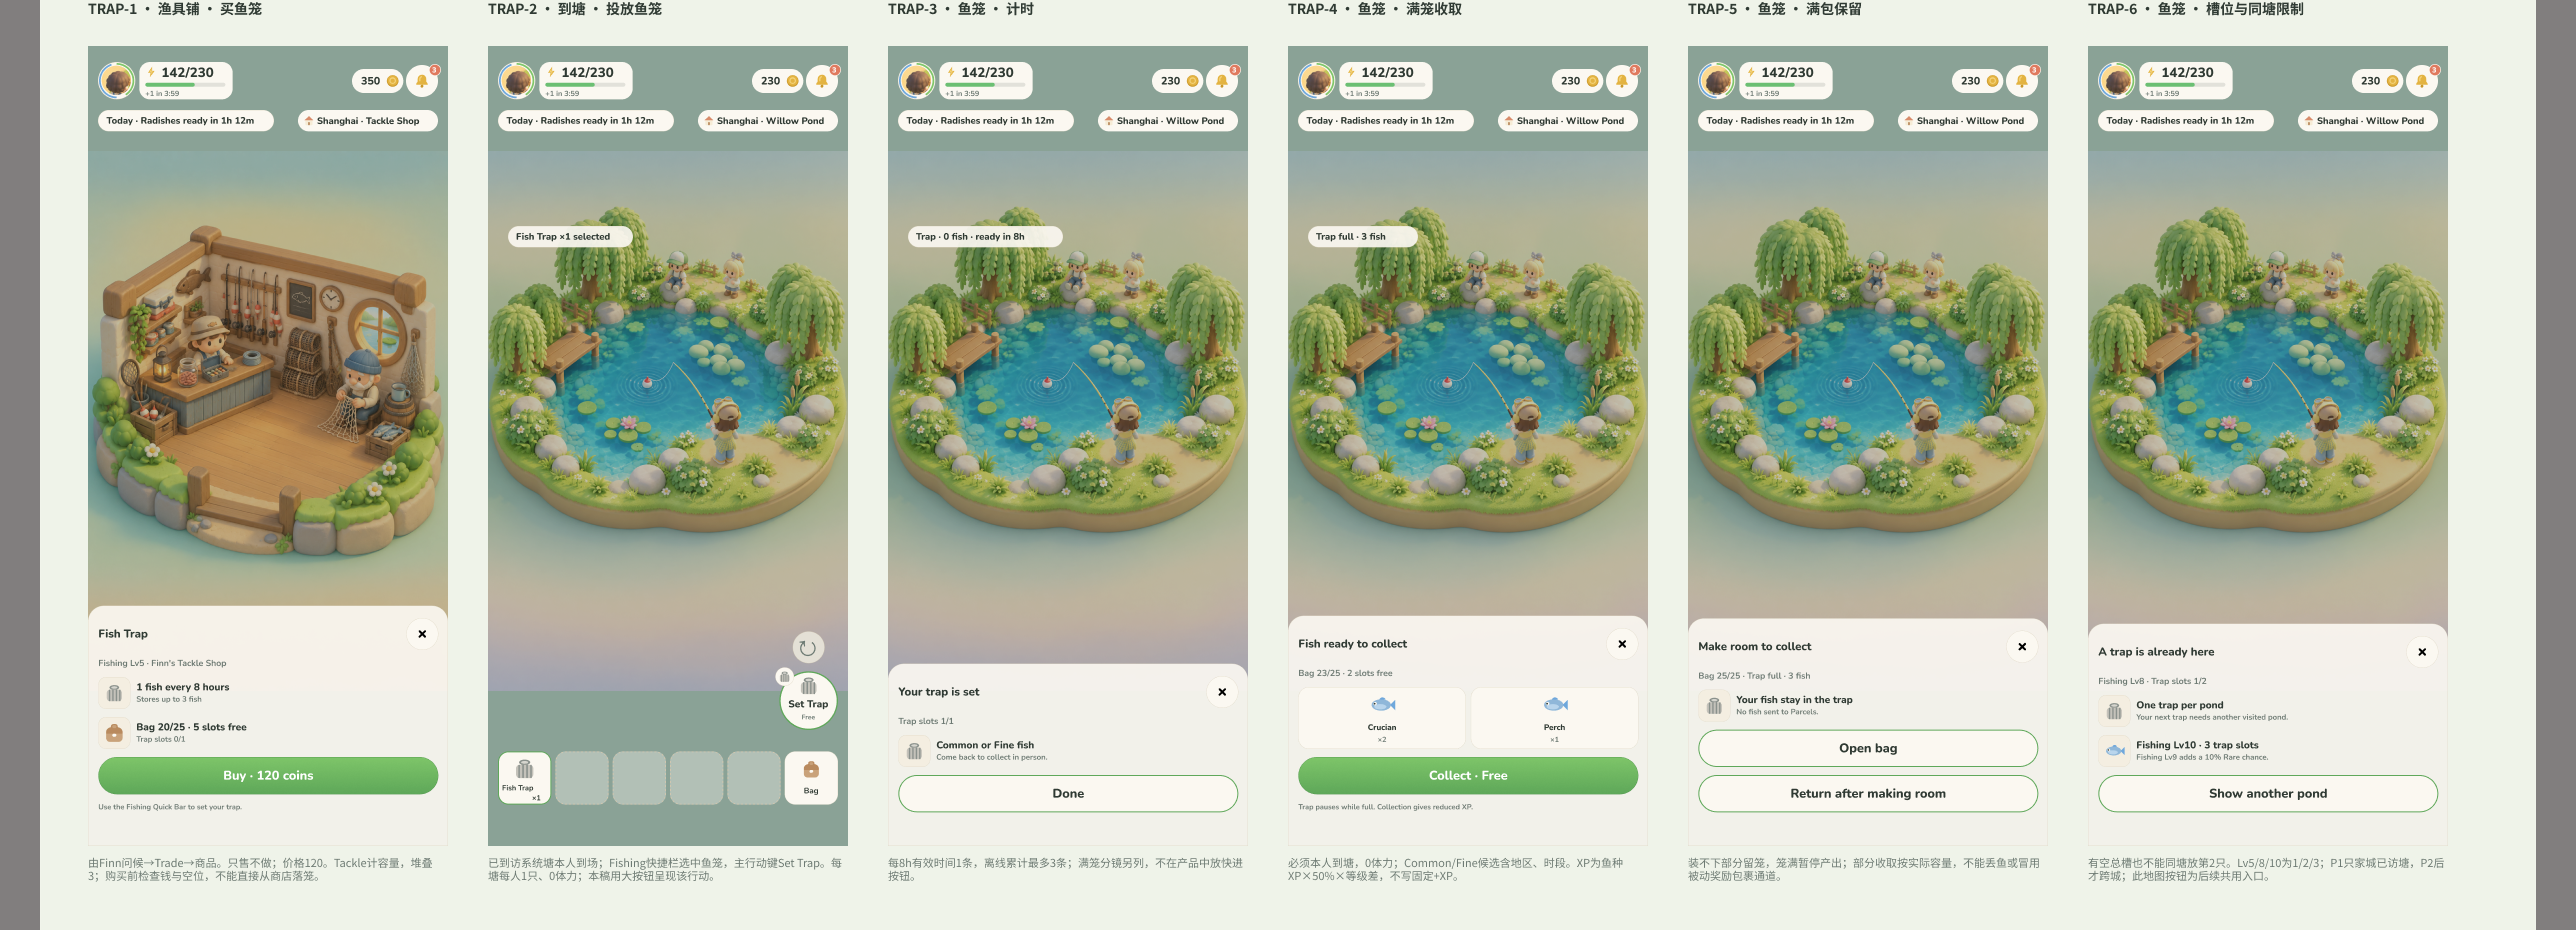 TRAP-1 • 渔具铺 • 买鱼笼
142/230
+1 in 3:59
350
3
Today · Radishes ready in 1h 12m
Shanghai · Tackle Shop
Fish Trap
Fishing Lv5 · Finn's Tackle Shop
1 fish every 8 hours
Stores up to 3 fish
Bag 20/25 · 5 slots free
Trap slots 0/1
Buy · 120 coins
Use the Fishing Quick Bar to set your trap.
由Finn问候→Trade→商品。只售不做；价格120。Tackle计容量，堆叠
3；购买前检查钱与空位，不能直接从商店落笼。
TRAP-2 • 到塘 • 投放鱼笼
142/230
+1 in 3:59
230
3
Today · Radishes ready in 1h 12m
Shanghai · Willow Pond
Fish Trap ×1 selected
Set Trap
Free
Fish Trap
×1
Bag
已到访系统塘本人到场；Fishing快捷栏选中鱼笼，主行动键Set Trap。每
塘每人1只、0体力；本稿用大按钮呈现该行动。
TRAP-3 • 鱼笼 • 计时
142/230
+1 in 3:59
230
3
Today · Radishes ready in 1h 12m
Shanghai · Willow Pond
Trap · 0 fish · ready in 8h
Your trap is set
Trap slots 1/1
Common or Fine fish
Come back to collect in person.
Done
每8h有效时间1条，离线累计最多3条；满笼分镜另列，不在产品中放快进
按钮。
TRAP-4 • 鱼笼 • 满笼收取
142/230
+1 in 3:59
230
3
Today · Radishes ready in 1h 12m
Shanghai · Willow Pond
Trap full · 3 fish
Fish ready to collect
Bag 23/25 · 2 slots free
Crucian
×2
Perch
×1
Collect · Free
Trap pauses while full. Collection gives reduced XP.
必须本人到塘，0体力；Common/Fine候选含地区、时段。XP为鱼种
XP×50%×等级差，不写固定+XP。
TRAP-5 • 鱼笼 • 满包保留
142/230
+1 in 3:59
230
3
Today · Radishes ready in 1h 12m
Shanghai · Willow Pond
Make room to collect
Bag 25/25 · Trap full · 3 fish
Your fish stay in the trap
No fish sent to Parcels.
Open bag
Return after making room
装不下部分留笼，笼满暂停产出；部分收取按实际容量，不能丢鱼或冒用
被动奖励包裹通道。
TRAP-6 • 鱼笼 • 槽位与同塘限制
142/230
+1 in 3:59
230
3
Today · Radishes ready in 1h 12m
Shanghai · Willow Pond
A trap is already here
Fishing Lv8 · Trap slots 1/2
One trap per pond
Your next trap needs another visited pond.
Fishing Lv10 · 3 trap slots
Fishing Lv9 adds a 10% Rare chance.
Show another pond
有空总槽也不能同塘放第2只。Lv5/8/10为1/2/3；P1只家城已访塘，P2后
才跨城；此地图按钮为后续共用入口。